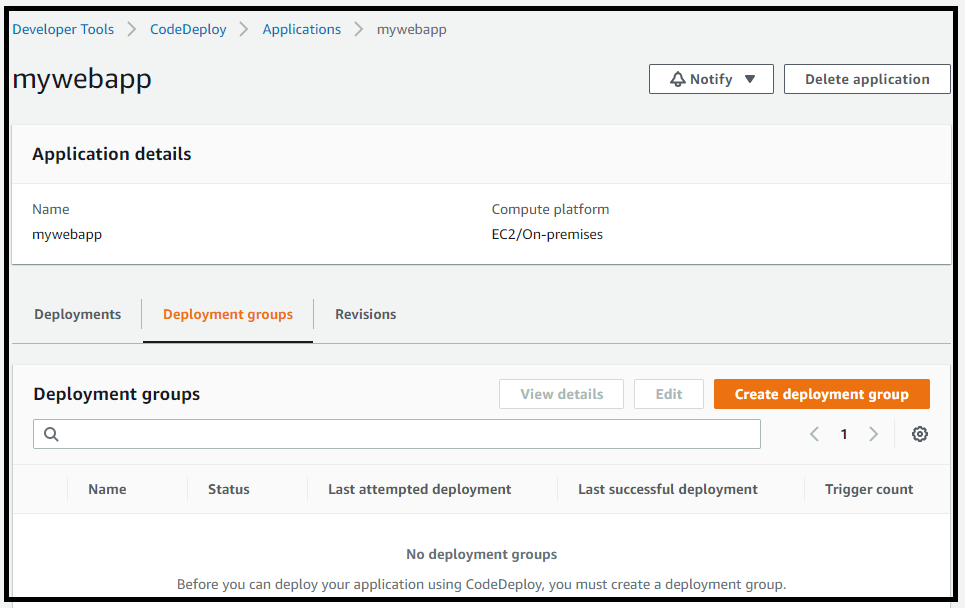 Developer Tools > CodeDeploy > Applications > mywebapp
mywebapp
Notify ▼ Delete application
Application details
Name Compute platform
mywebapp EC2/On-premises
Deployments Deployment groups Revisions
Deployment groups View details Edit Create deployment group
< 1 >
Name Status Last attempted deployment Last successful deployment Trigger count
No deployment groups
Before you can deploy your application using CodeDeploy, you must create a deployment group.